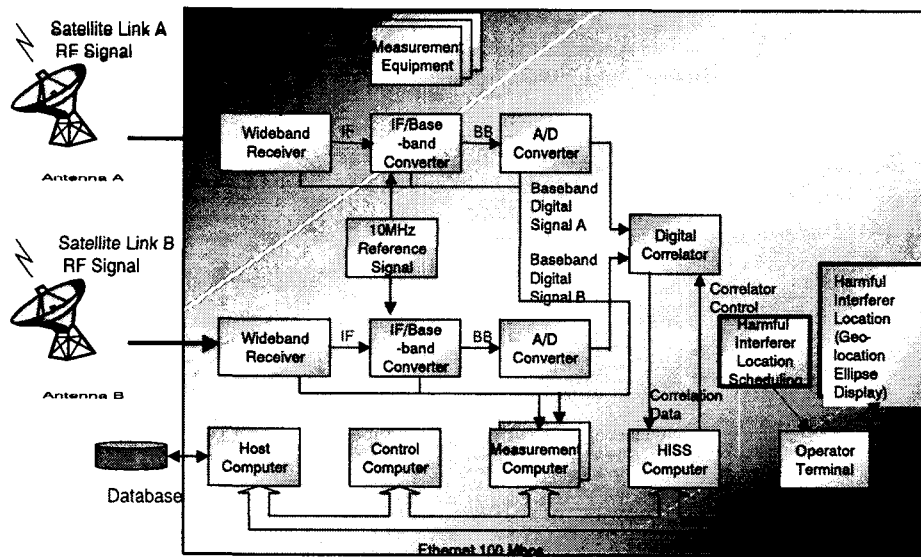 Satellite Link A
RF Signal
Antenna A
Measurement
Equipment
Wideband
Receiver
IF
IF/Base
-band
Converter
BB
A/D
Converter
Baseband
Digital
Signal A
10MHz
Reference
Signal
Digital
Correlator
Satellite Link B
RF Signal
Antenna B
Baseband
Digital
Signal B
Wideband
Receiver
IF
IF/Base
-band
Converter
BB
A/D
Converter
Correlator
Control
Harmful
Interferer
Location
Scheduling
Harmful
Interferer
Location
(Geo-
location
Ellipse
Display)
Correlation
Data
Database
Host
Computer
Control
Computer
Measurement
Computer
HISS
Computer
Operator
Terminal
Ethernet 100 Mbps